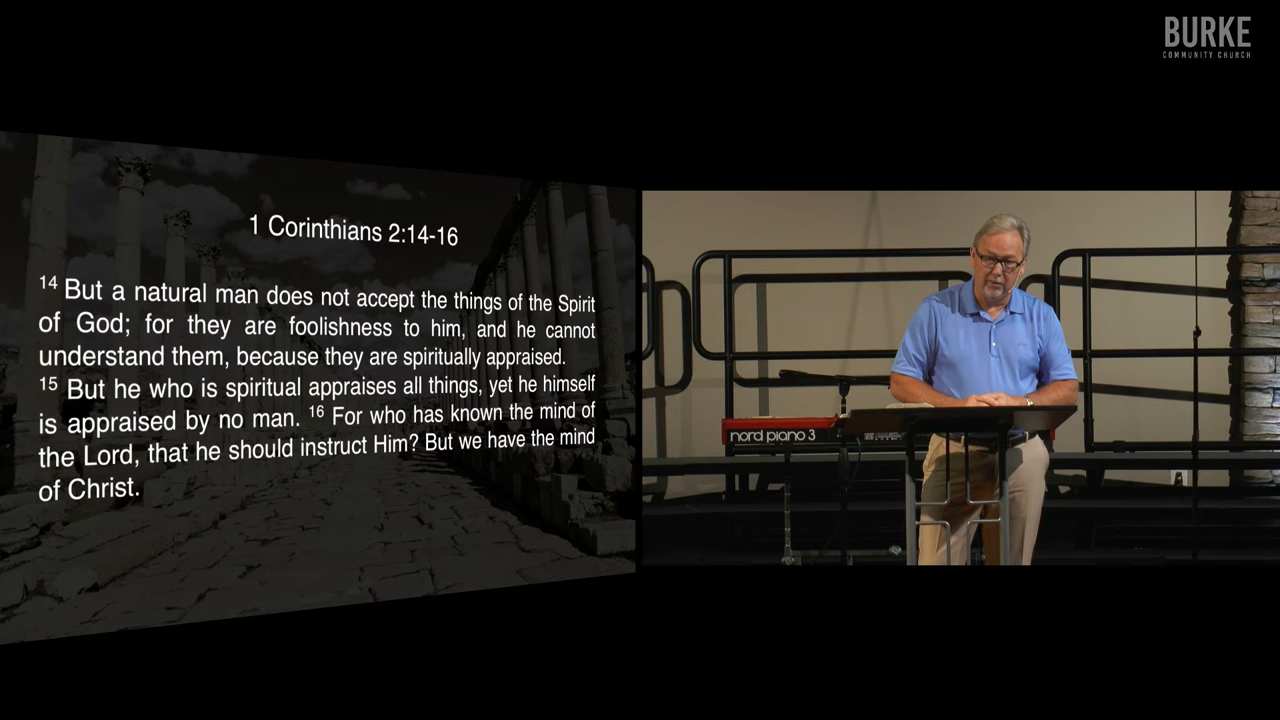 BURKE
COMMUNITY CHURCH
1 Corinthians 2:14-16
14 But a natural man does not accept the things of the Spirit
of God; for they are foolishness to him, and he cannot
understand them, because they are spiritually appraised.
15 But he who is spiritual appraises all things, yet he himself
is appraised by no man. 16 For who has known the mind of
the Lord, that he should instruct Him? But we have the mind
of Christ.
nord piano 3